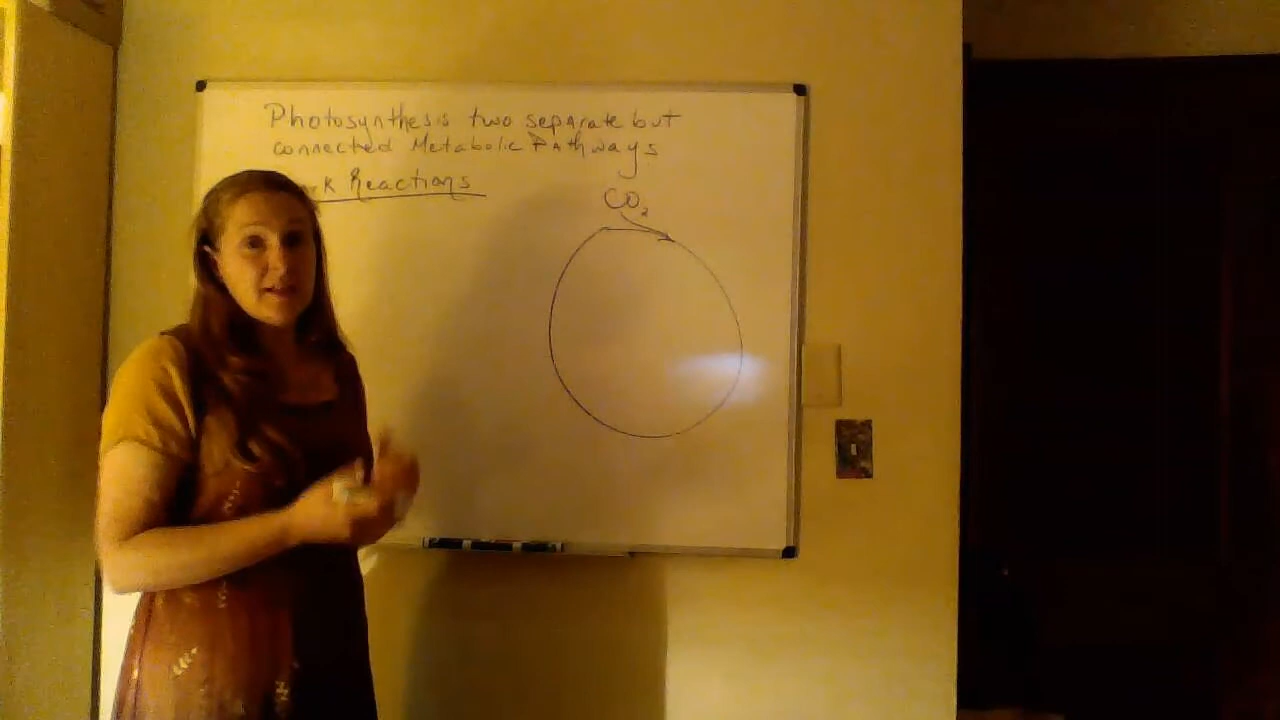 Photosynthesis two separate but
connected Metabolic Pathways
Reactions
CO₂